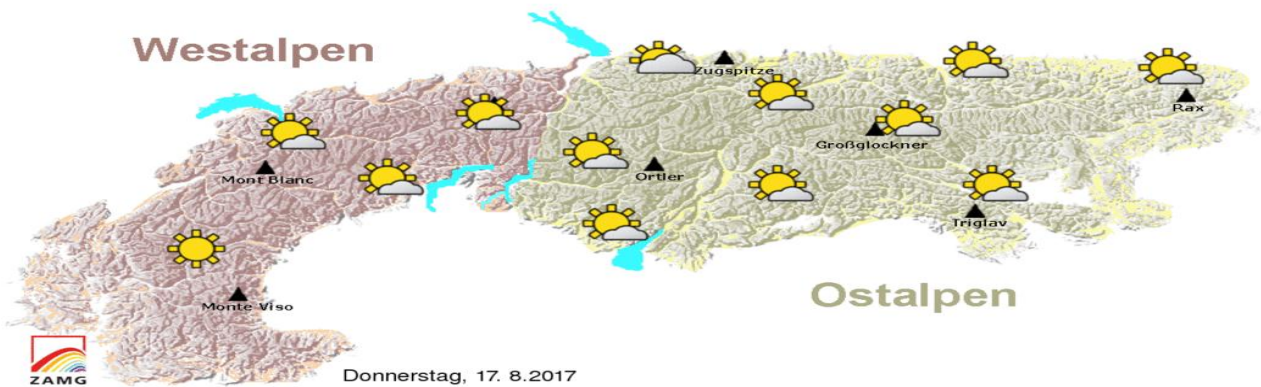 Westalpen
Zugspitze
Rax
Großglockner
Mont Blanc
Ortler
Triglav
Ostalpen
Monte Viso
ZAMG
Donnerstag, 17. 8.2017